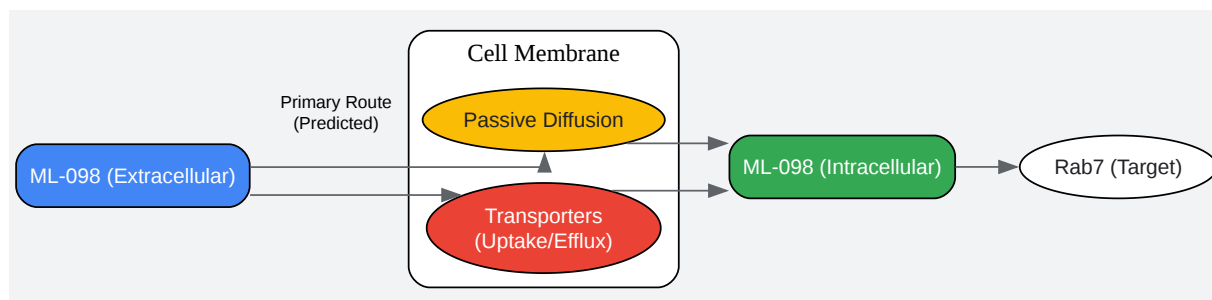 Cell Membrane
Primary Route
(Predicted)
Passive Diffusion
ML-098 (Extracellular)
ML-098 (Intracellular)
Rab7 (Target)
Transporters
(Uptake/Efflux)